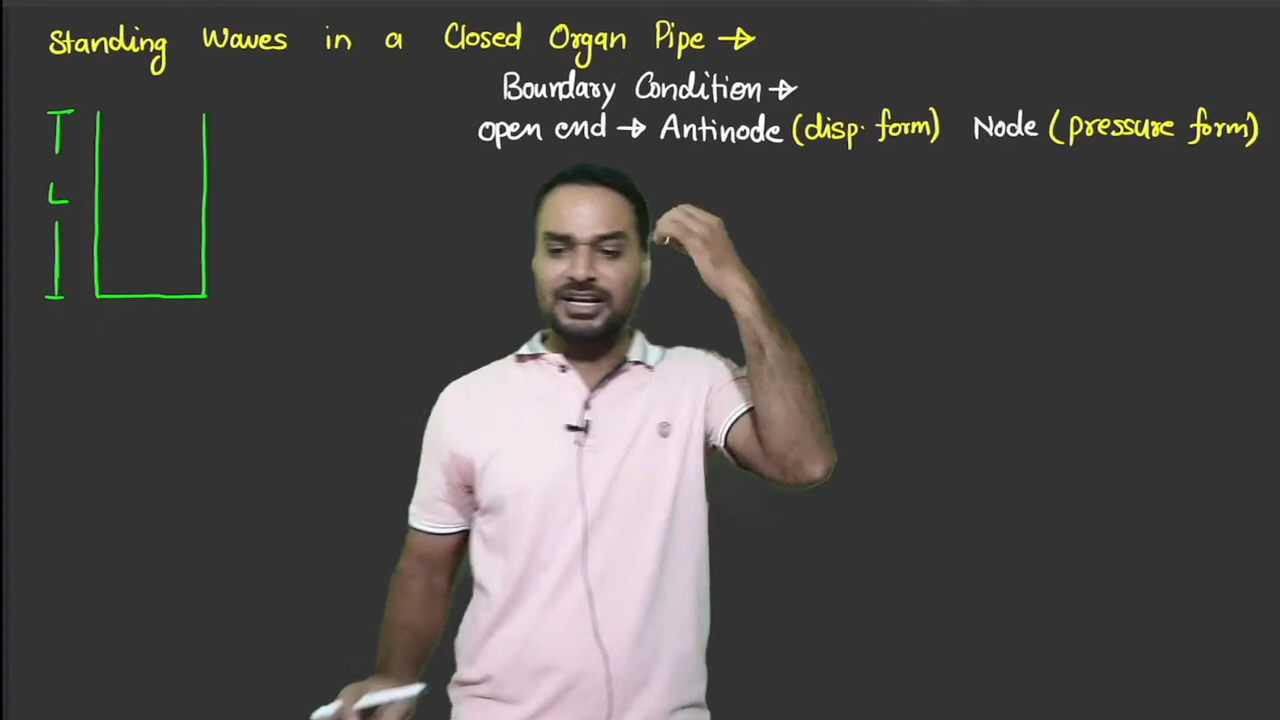 Standing Waves in a Closed Organ Pipe →
Boundary Condition →
open end → Antinode (disp. form) Node (pressure form)
L